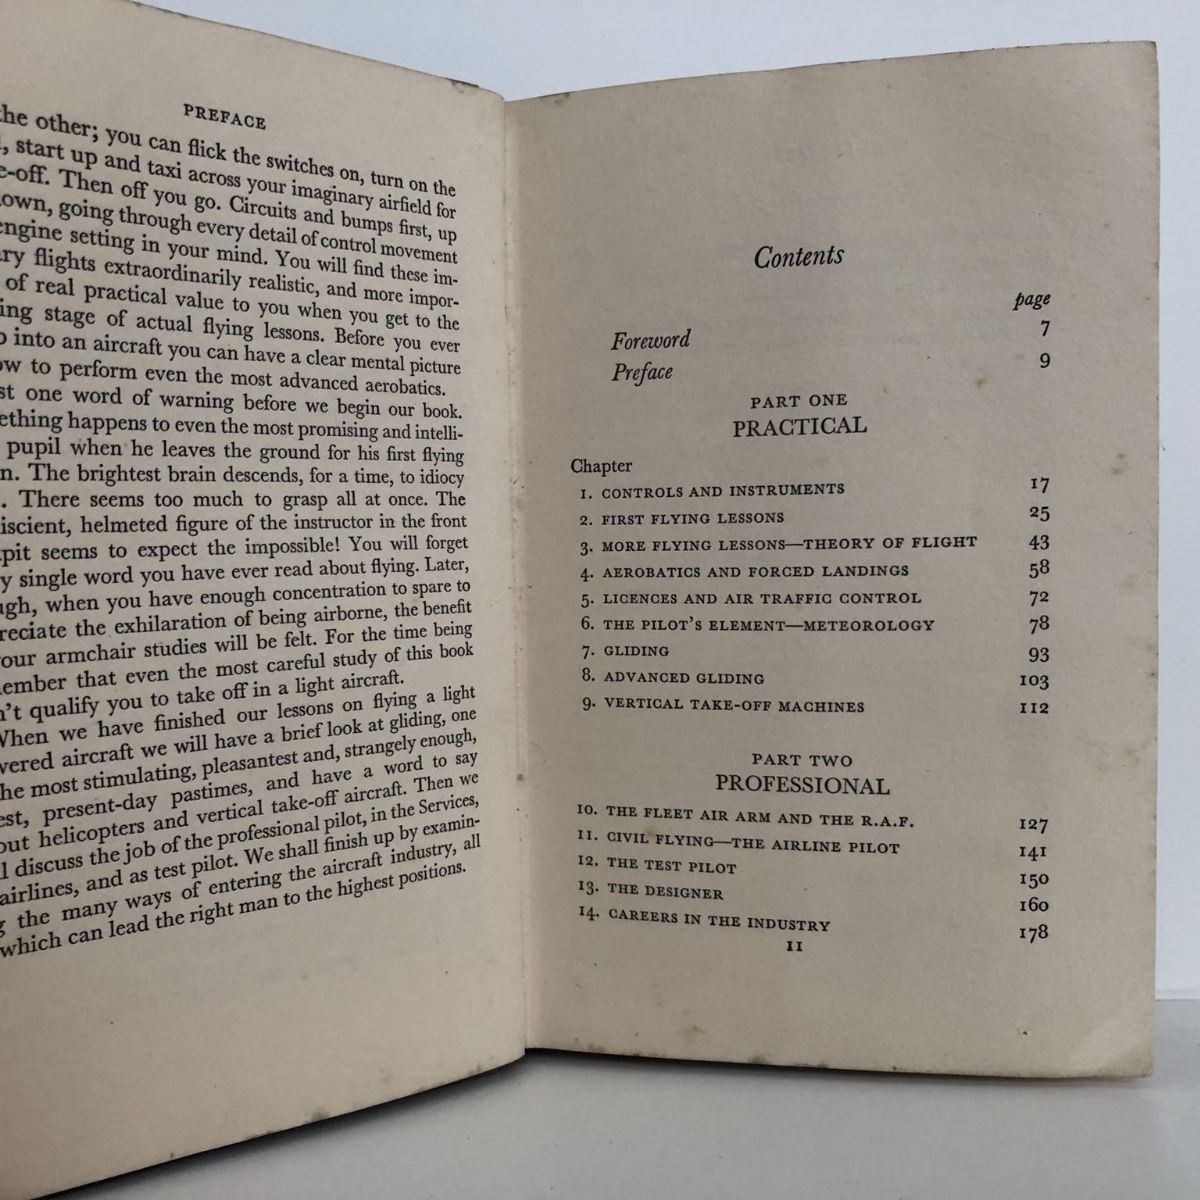 PREFACE
the other; you can flick the switches on, turn on the
, start up and taxi across your imaginary airfield for
e-off. Then off you go. Circuits and bumps first, up
own, going through every detail of control movement
engine setting in your mind. You will find these im-
ry flights extraordinarily realistic, and more impor-
of real practical value to you when you get to the
ing stage of actual flying lessons. Before you ever
o into an aircraft you can have a clear mental picture
ow to perform even the most advanced aerobatics.
st one word of warning before we begin our book.
ething happens to even the most promising and intelli-
pupil when he leaves the ground for his first flying
n. The brightest brain descends, for a time, to idiocy
. There seems too much to grasp all at once. The
iscient, helmeted figure of the instructor in the front
pit seems to expect the impossible! You will forget
y single word you have ever read about flying. Later,
ugh, when you have enough concentration to spare to
reciate the exhilaration of being airborne, the benefit
our armchair studies will be felt. For the time being
ember that even the most careful study of this book
n't qualify you to take off in a light aircraft.
When we have finished our lessons on flying a light
wered aircraft we will have a brief look at gliding, one
he most stimulating, pleasantest and, strangely enough,
est, present-day pastimes, and have a word to say
out helicopters and vertical take-off aircraft. Then we
l discuss the job of the professional pilot, in the Services,
airlines, and as test pilot. We shall finish up by examin-
g the many ways of entering the aircraft industry, all
which can lead the right man to the highest positions.
Contents
page
Foreword 7
Preface 9
PART ONE
PRACTICAL
Chapter
1. CONTROLS AND INSTRUMENTS 17
2. FIRST FLYING LESSONS 25
3. MORE FLYING LESSONS—THEORY OF FLIGHT 43
4. AEROBATICS AND FORCED LANDINGS 58
5. LICENCES AND AIR TRAFFIC CONTROL 72
6. THE PILOT'S ELEMENT—METEOROLOGY 78
7. GLIDING 93
8. ADVANCED GLIDING 103
9. VERTICAL TAKE-OFF MACHINES 112
PART TWO
PROFESSIONAL
10. THE FLEET AIR ARM AND THE R.A.F. 127
11. CIVIL FLYING—THE AIRLINE PILOT 141
12. THE TEST PILOT 150
13. THE DESIGNER 160
14. CAREERS IN THE INDUSTRY 178
11